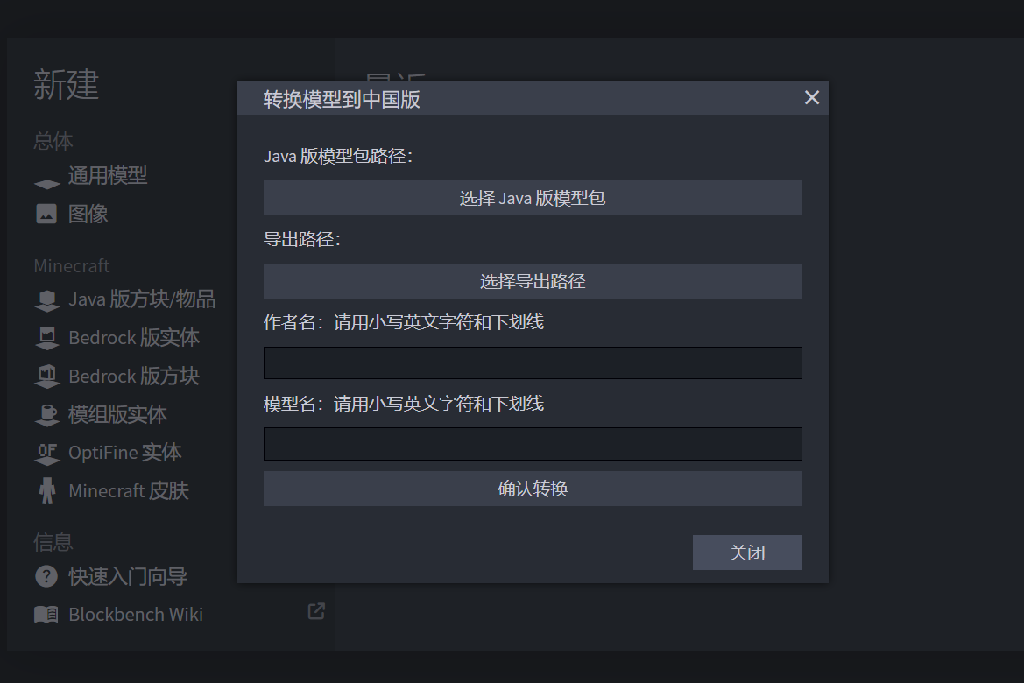 新建
最近
总体
通用模型
图像
Minecraft
Java 版方块/物品
Bedrock 版实体
Bedrock 版方块
模组版实体
OptiFine 实体
Minecraft 皮肤
信息
快速入门向导
Blockbench Wiki
转换模型到中国版
Java 版模型包路径：
选择 Java 版模型包
导出路径：
选择导出路径
作者名：请用小写英文字符和下划线
模型名：请用小写英文字符和下划线
确认转换
关闭